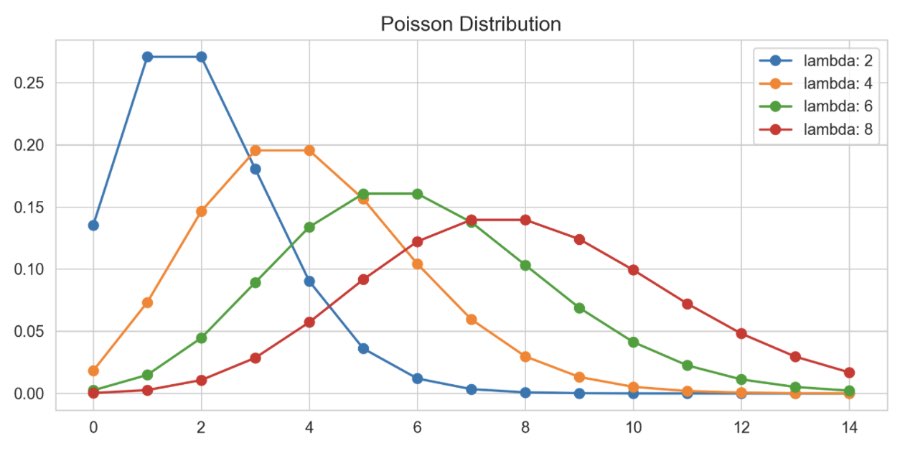 Poisson Distribution
lambda: 2
lambda: 4
lambda: 6
lambda: 8
0.25
0.20
0.15
0.10
0.05
0.00
0 2 4 6 8 10 12 14